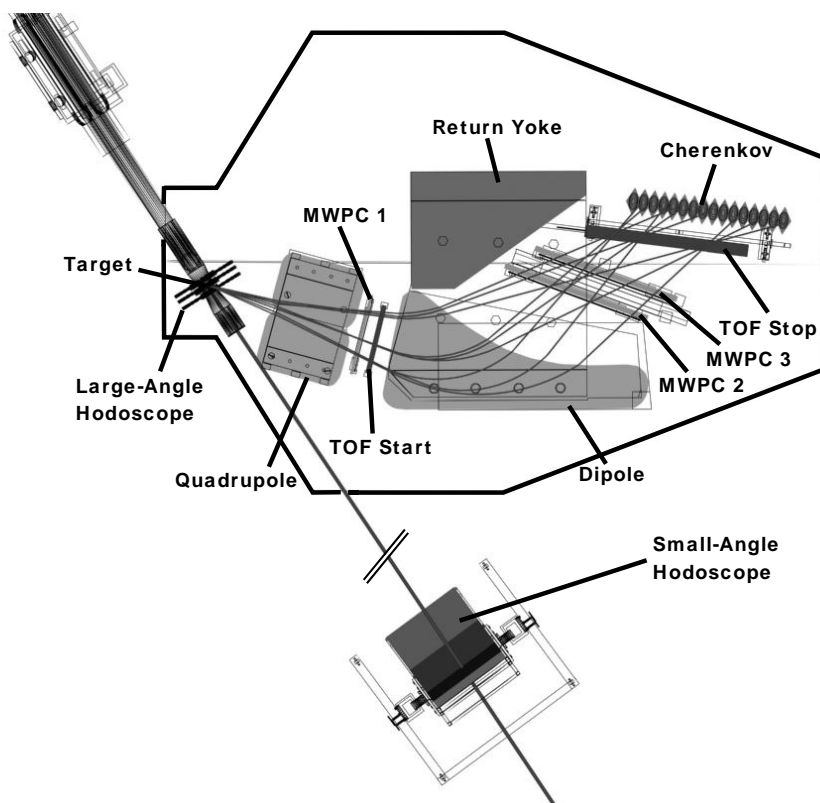 Return Yoke
Cherenkov
MWPC 1
Target
TOF Stop
MWPC 3
MWPC 2
Large-Angle
Hodoscope
TOF Start
Quadrupole
Dipole
Small-Angle
Hodoscope